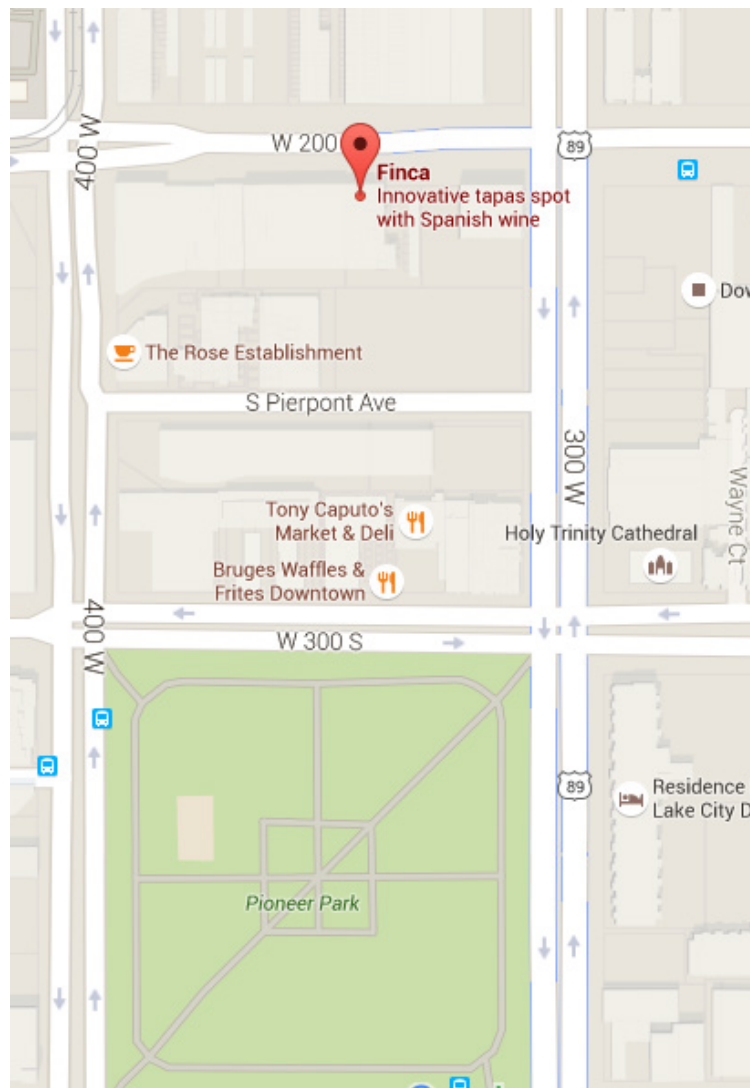 400 W
W 200
89
Finca
Innovative tapas spot
with Spanish wine
Dow
The Rose Establishment
S Pierpont Ave
300 W
Wayne Ct
Tony Caputo's
Market & Deli
Holy Trinity Cathedral
Bruges Waffles &
Frites Downtown
400 W
W 300 S
89
Residence
Lake City D
Pioneer Park